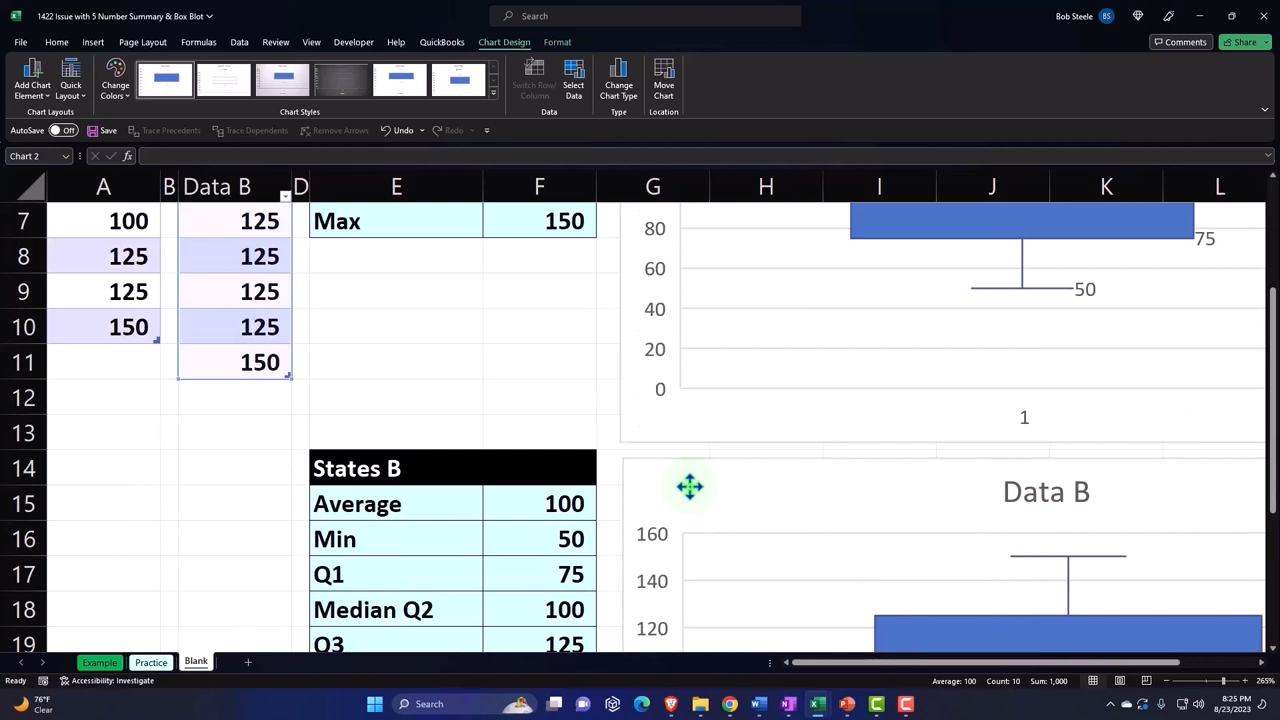 1422 Issue with 5 Number Summary & Box Blot
Search
Bob Steele
BS
File Home Insert Page Layout Formulas Data Review View Developer Help QuickBooks Chart Design Format
Comments
Share
Add Chart Element
Quick Layout
Change Colors
Switch Row/ Column
Select Data
Change Chart Type
Move Chart
Chart Layouts
Chart Styles
Data
Type
Location
AutoSave Off Save Trace Precedents Trace Dependents Remove Arrows Undo Redo
Chart 2 fx
A B Data B D E F G H I J K L
7 100 125 Max 150
8 125 125
9 125 125
10 150 125
11 150
12
13
14 States B
15 Average 100
16 Min 50
17 Q1 75
18 Median Q2 100
19 Q3 125
80
60
40
20
0
75
50
1
Data B
160
140
120
Example Practice Blank
Ready Accessibility: Investigate Average: 100 Count: 10 Sum: 1,000 265%
76°F
Clear
Search
8:25 PM
8/23/2023